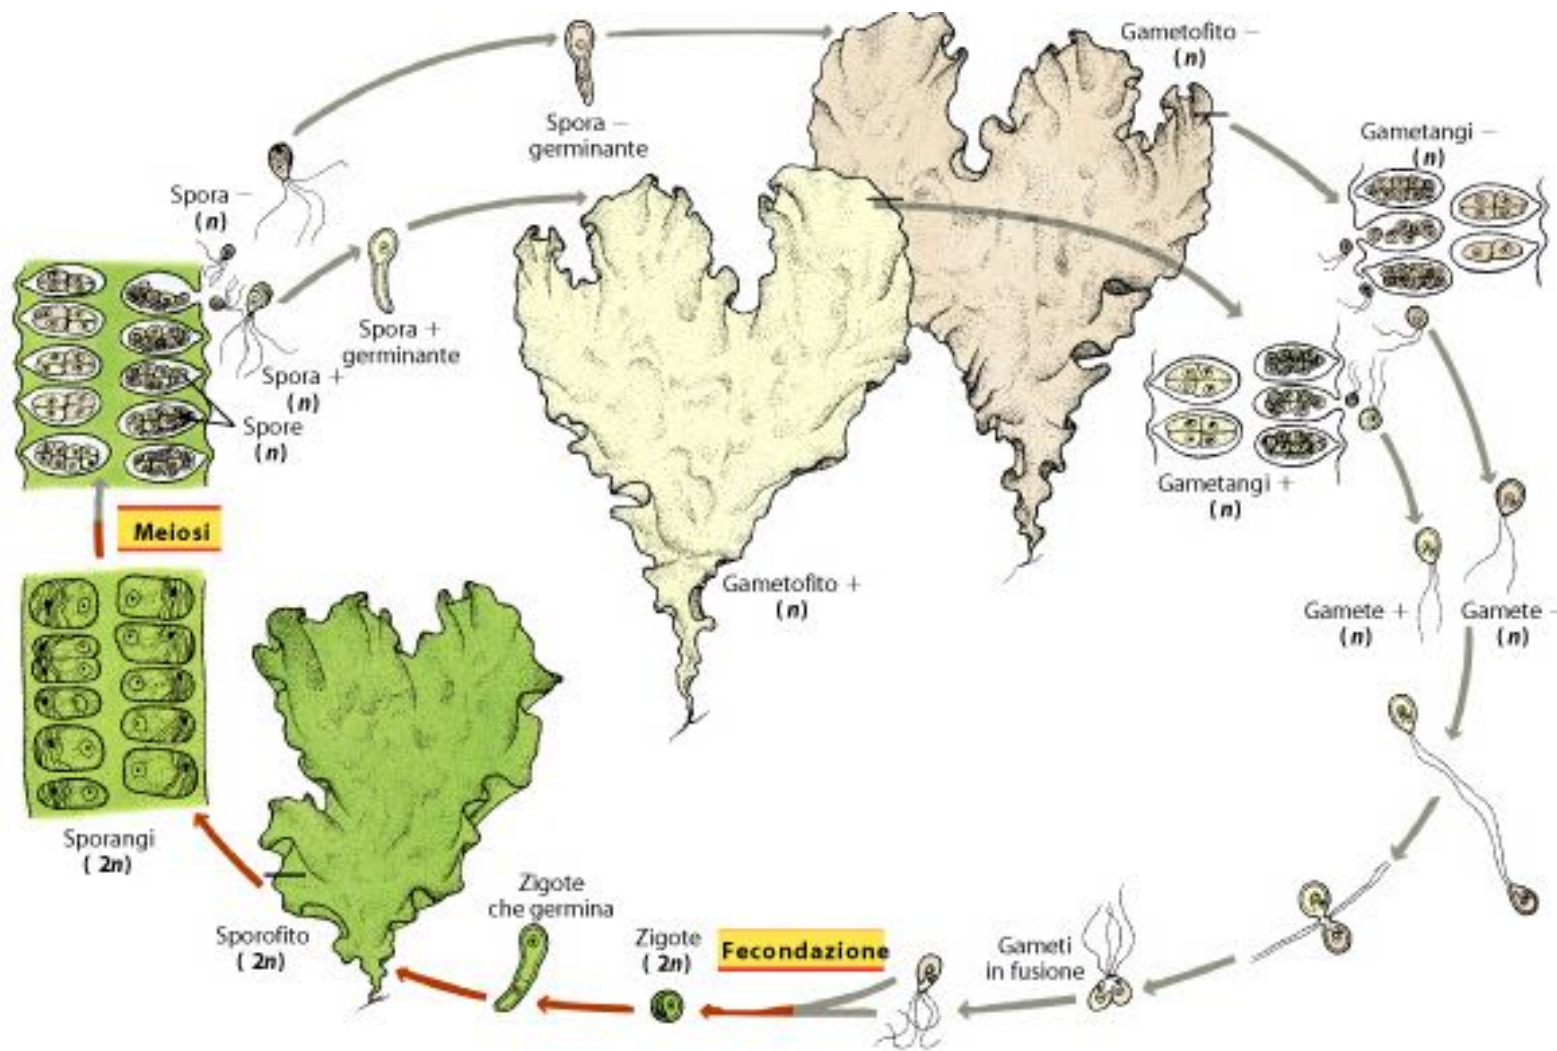 Gametofito −
(n)
Spora −
germinante
Gametangi −
(n)
Spora −
(n)
Spora +
germinante
Spora +
(n)
Spore
(n)
Gametangi +
(n)
Meiosi
Gametofito +
(n)
Gamete +
(n)
Gamete -
(n)
Sporangi
( 2n)
Zigote
che germina
Sporofito
( 2n)
Zigote
( 2n)
Fecondazione
Gameti
in fusione